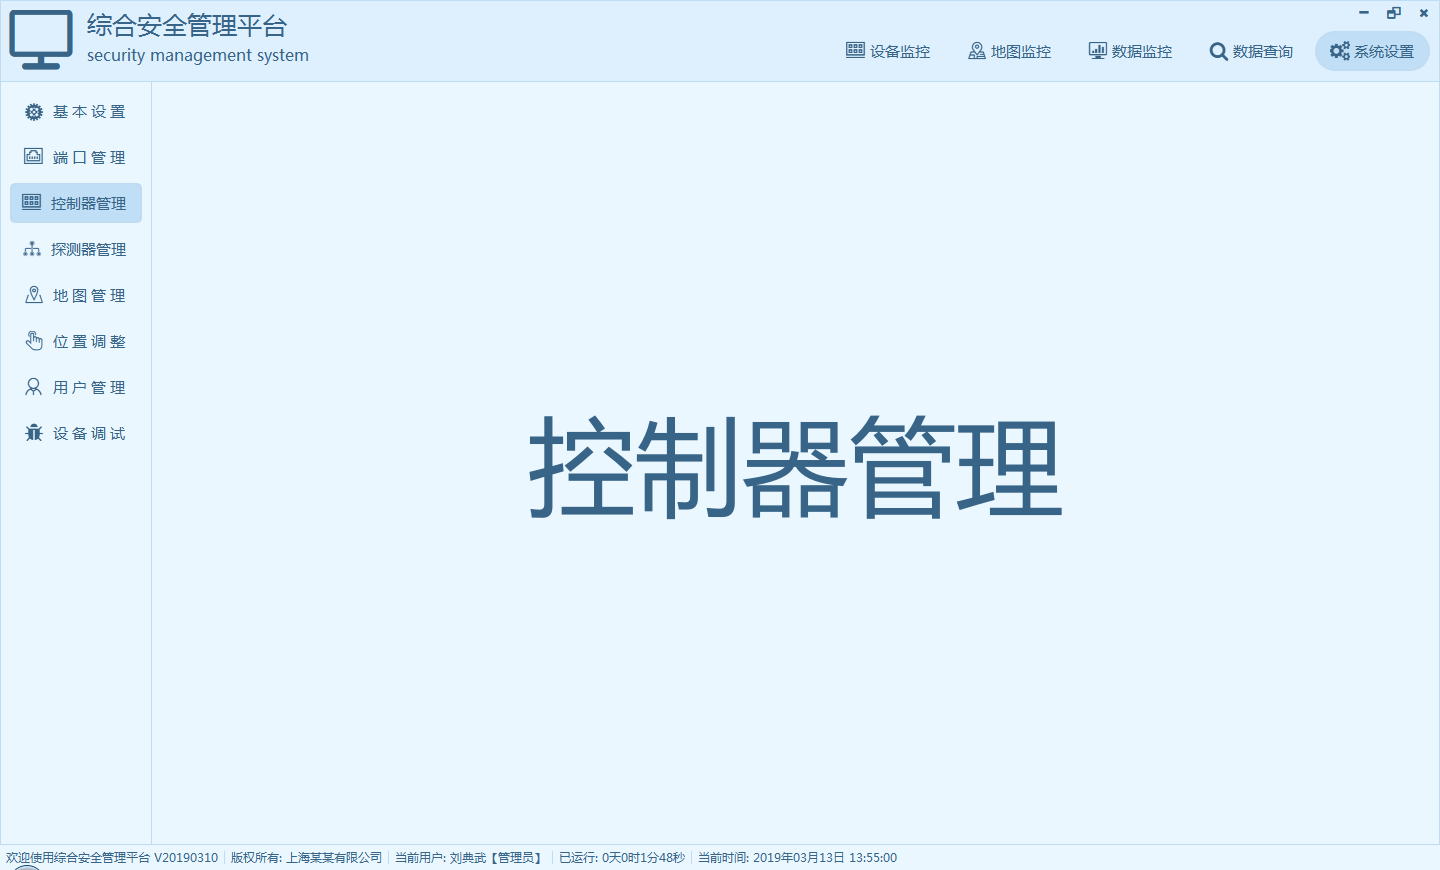 综合安全管理平台
security management system
设备监控 地图监控 数据监控 数据查询 系统设置
基本设置
端口管理
控制器管理
探测器管理
地图管理
位置调整
用户管理
设备调试
控制器管理
欢迎使用综合安全管理平台 V20190310 版权所有: 上海某某有限公司 当前用户: 刘典武【管理员】 已运行: 0天0时1分48秒 当前时间: 2019年03月13日 13:55:00